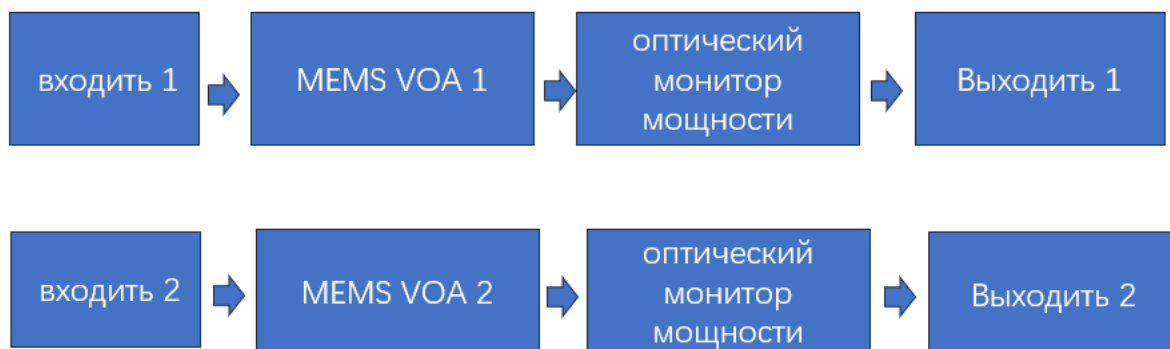 входить 1
MEMS VOA 1
оптический
монитор
мощности
Выходить 1
входить 2
MEMS VOA 2
оптический
монитор
мощности
Выходить 2